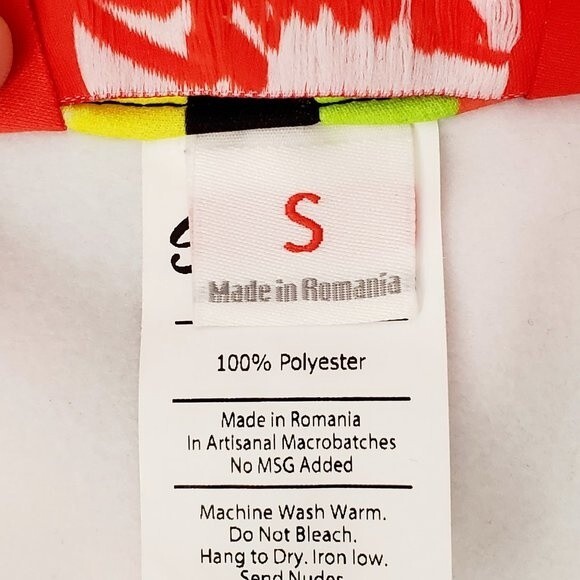 S
Made in Romania
100% Polyester
Made in Romania
In Artisanal Macrobatches
No MSG Added
Machine Wash Warm.
Do Not Bleach.
Hang to Dry. Iron low.
Send Nudes.